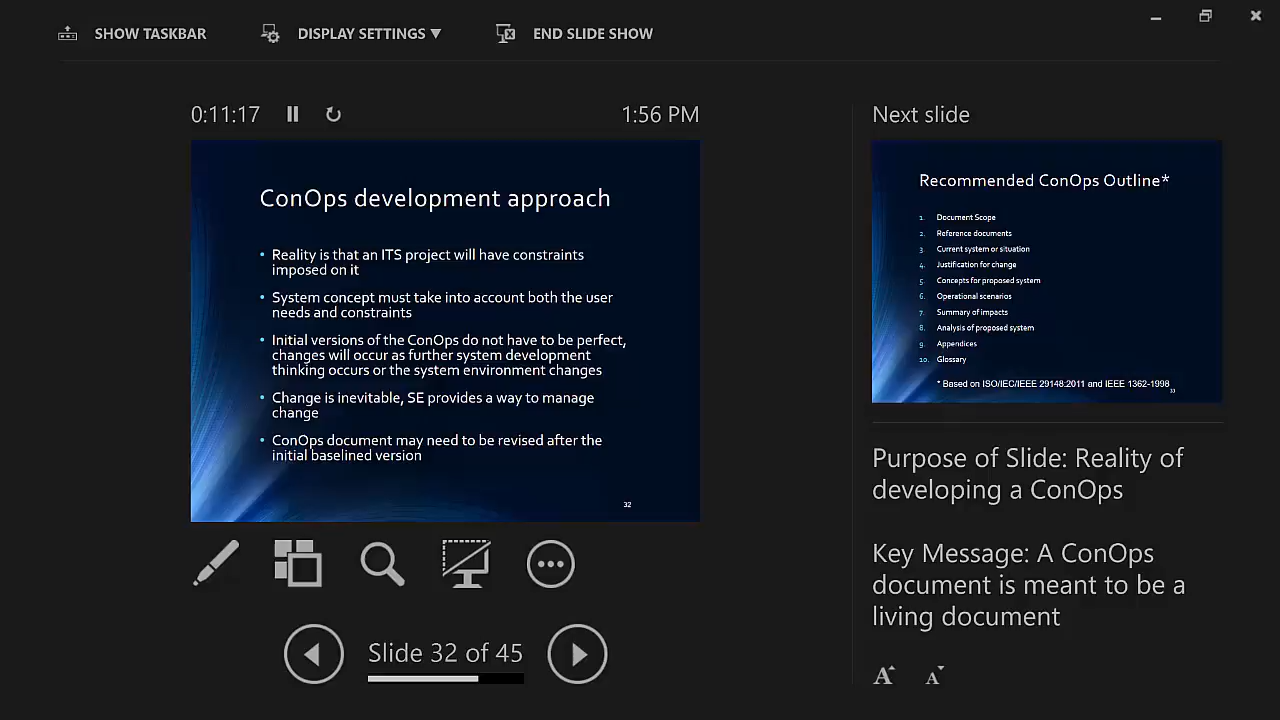 SHOW TASKBAR
DISPLAY SETTINGS ▼
END SLIDE SHOW
0:11:17
1:56 PM
ConOps development approach
• Reality is that an ITS project will have constraints
imposed on it
• System concept must take into account both the user
needs and constraints
• Initial versions of the ConOps do not have to be perfect,
changes will occur as further system development
thinking occurs or the system environment changes
• Change is inevitable, SE provides a way to manage
change
• ConOps document may need to be revised after the
initial baselined version
32
Slide 32 of 45
Next slide
Recommended ConOps Outline*
1. Document Scope
2. Reference documents
3. Current system or situation
4. Justification for change
5. Concepts for proposed system
6. Operational scenarios
7. Summary of impacts
8. Analysis of proposed system
9. Appendices
10. Glossary
* Based on ISO/IEC/IEEE 29148:2011 and IEEE 1362-1998
33
Purpose of Slide: Reality of
developing a ConOps
Key Message: A ConOps
document is meant to be a
living document
A A